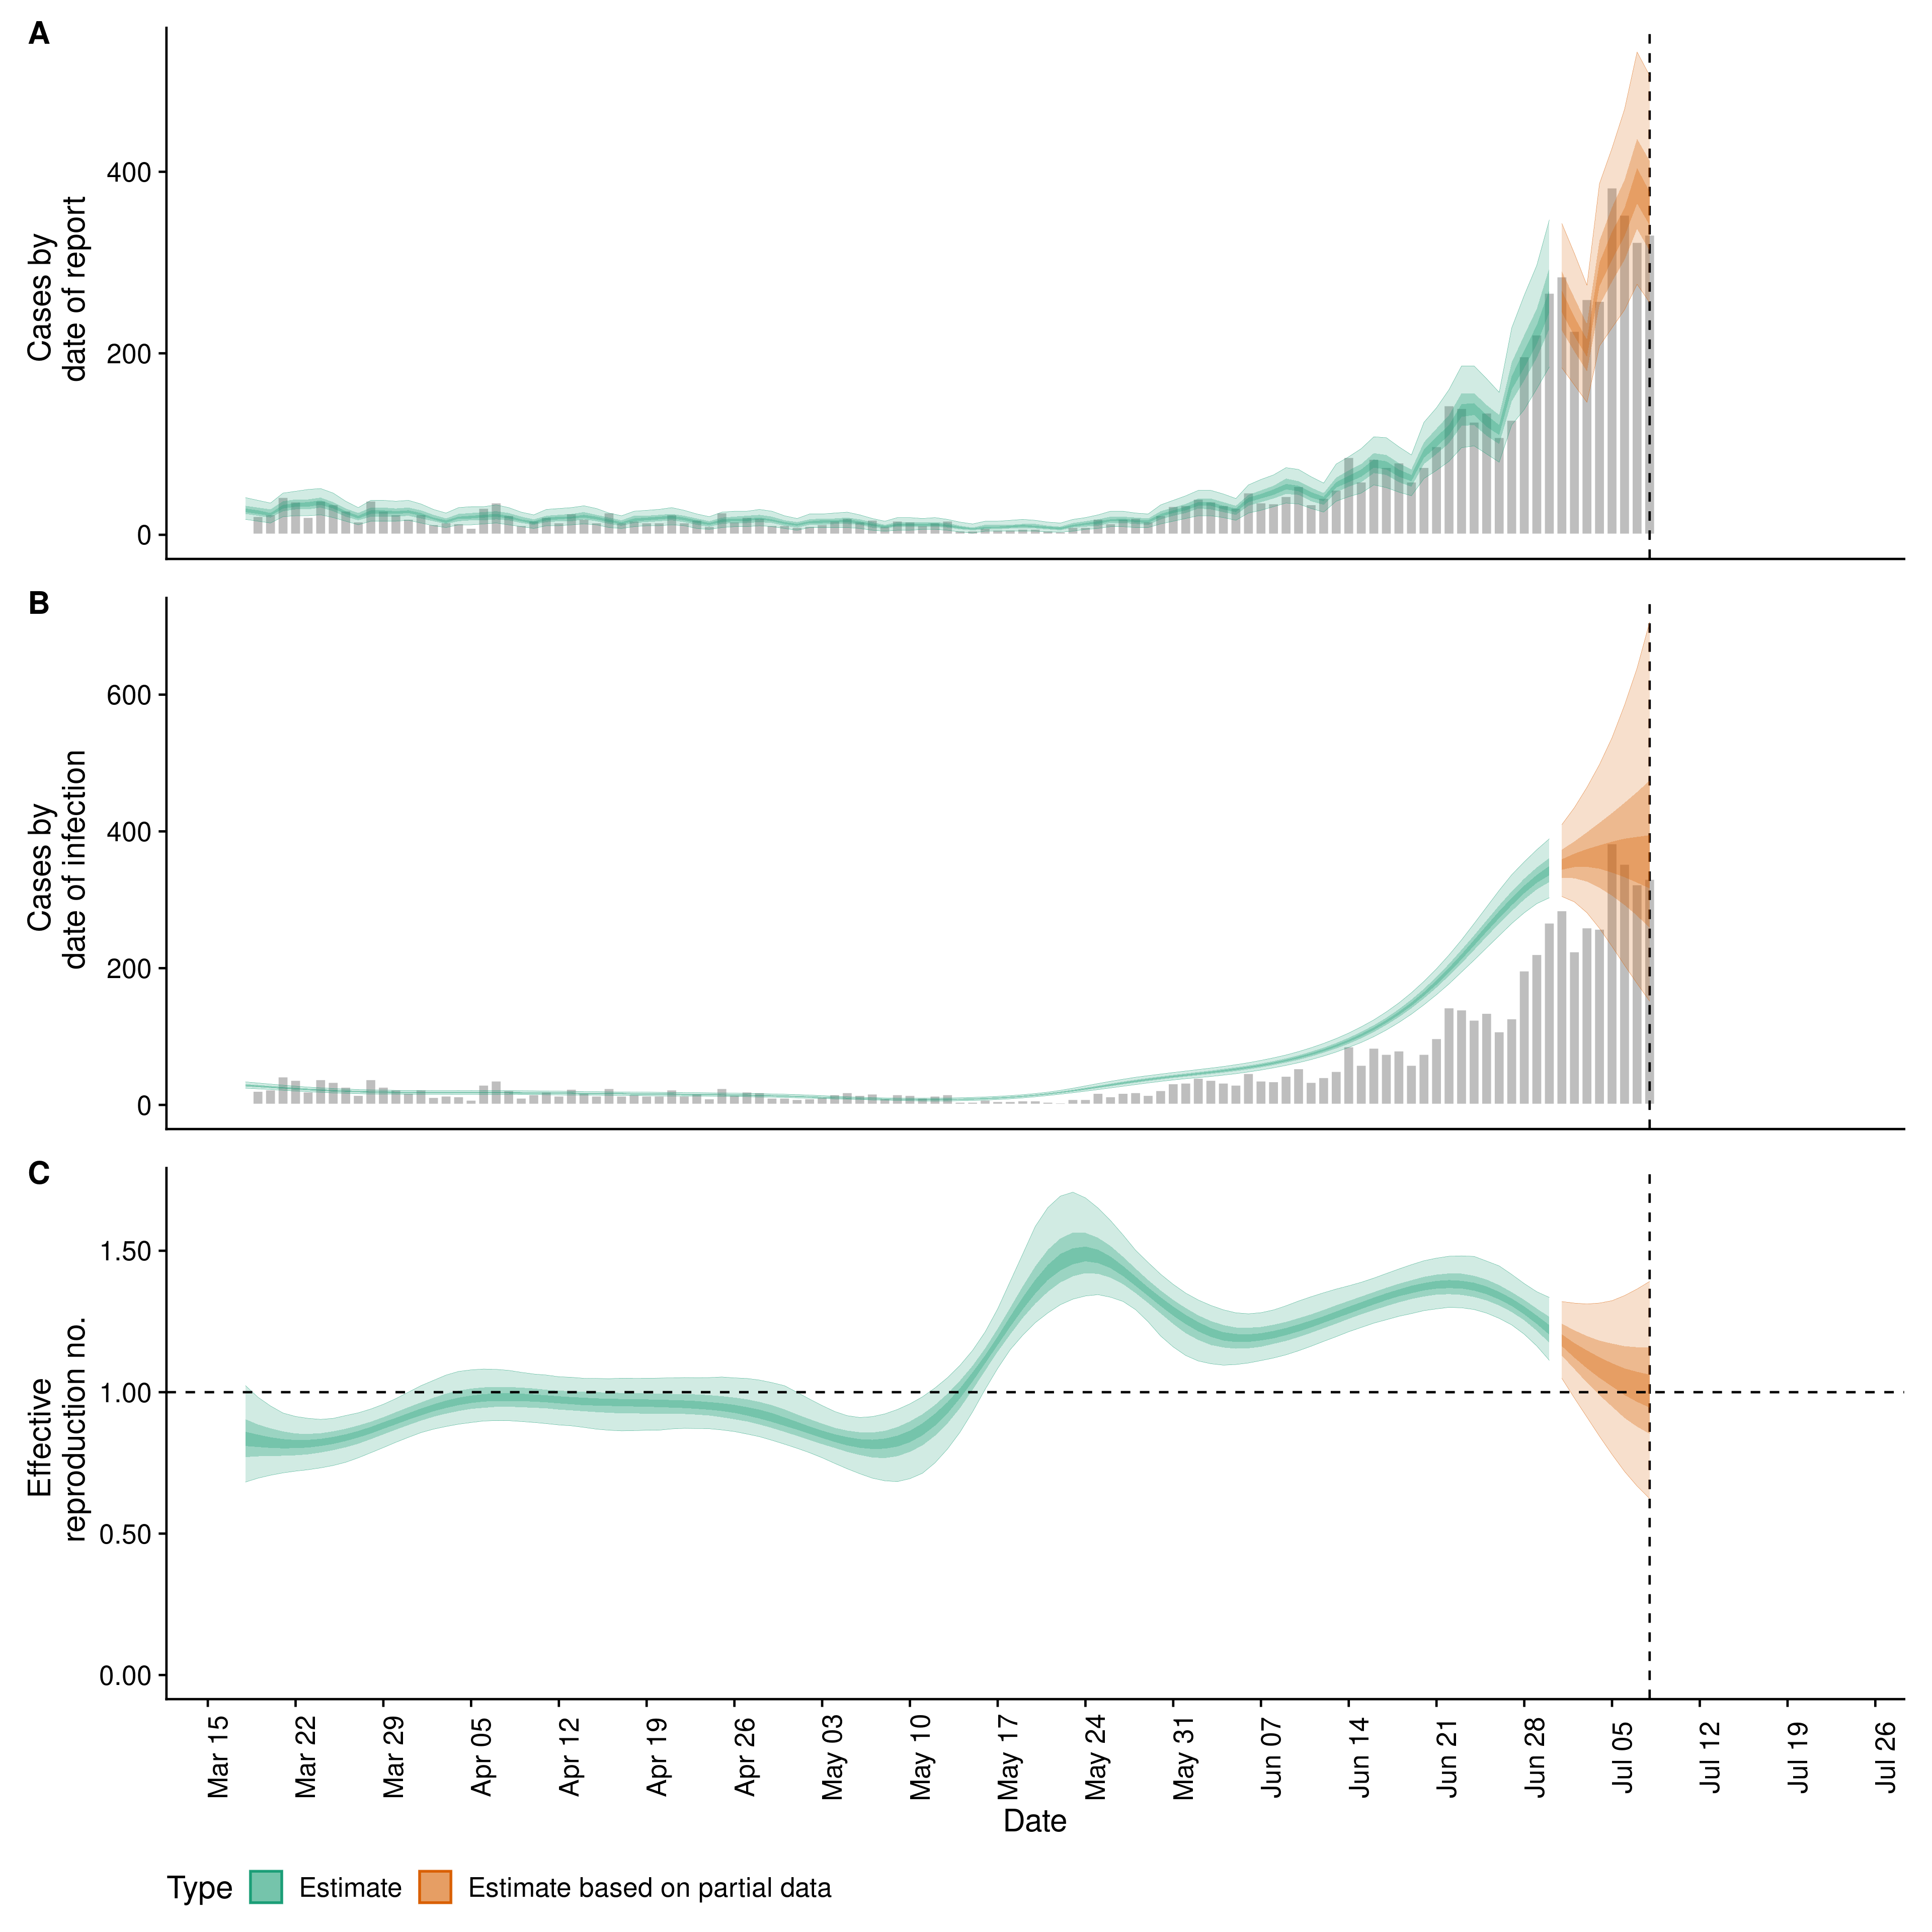 A
Cases by
date of report
400
200
0
B
Cases by
date of infection
600
400
200
0
C
Effective
reproduction no.
1.50
1.00
0.50
0.00
Mar 15
Mar 22
Mar 29
Apr 05
Apr 12
Apr 19
Apr 26
May 03
May 10
May 17
May 24
May 31
Jun 07
Jun 14
Jun 21
Jun 28
Jul 05
Jul 12
Jul 19
Jul 26
Date
Type Estimate Estimate based on partial data